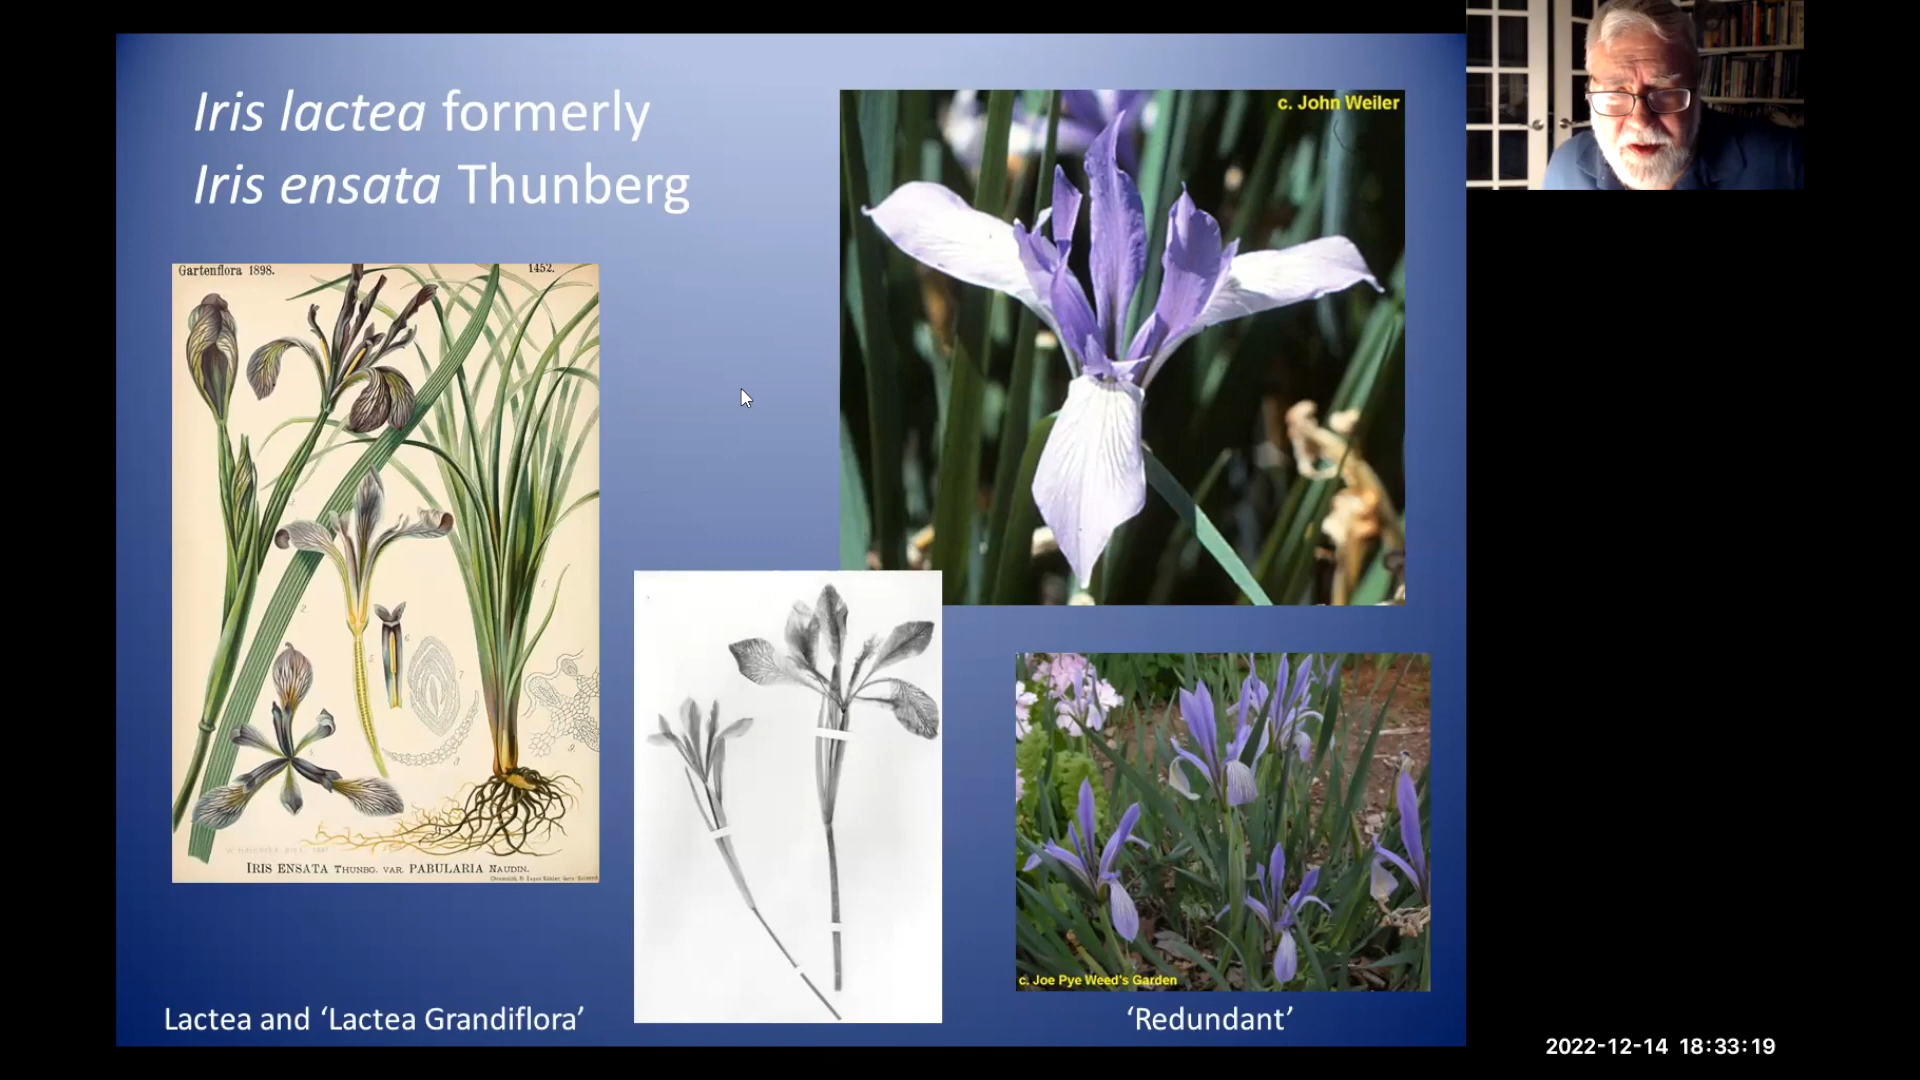 Iris lactea formerly
Iris ensata Thunberg
c. John Weiler
Gartenflora 1898.
1452.
IRIS ENSATA THUNBG. VAR. PABULARIA NAUDIN.
c. Joe Pye Weed's Garden
Lactea and ‘Lactea Grandiflora’
‘Redundant’
2022-12-14 18:33:19